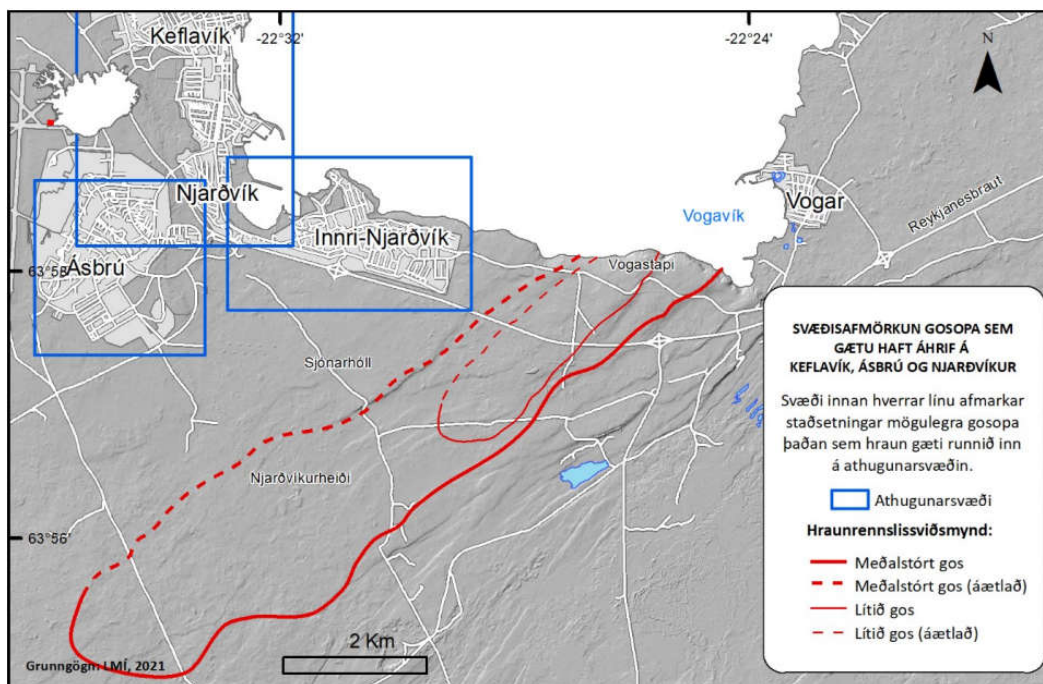 Keflavík
-22°32'
-22°24'
N
Njarðvík
Vogar
Vogavík
Reykjanesbraut
Innri-Njarðvík
Ásbrú
63°58'
Vogastapi
Sjónarhóll
Njarðvíkurheiði
63°56'
2 Km
Grunngögn: LMÍ, 2021
SVÆÐISAFMÖRKUN GOSOPA SEM
GÆTU HAFT ÁHRIF Á
KEFLAVÍK, ÁSBRÚ OG NJARÐVÍKUR
Svæði innan hverrar línu afmarkar
staðsetningar mögulegra gosopa
þaðan sem hraun gæti runnið inn
á athugunarsvæðin.
Athugunarsvæði
Hraunrennslissviðsmynd:
Meðalstórt gos
Meðalstórt gos (áætlað)
Lítið gos
Lítið gos (áætlað)